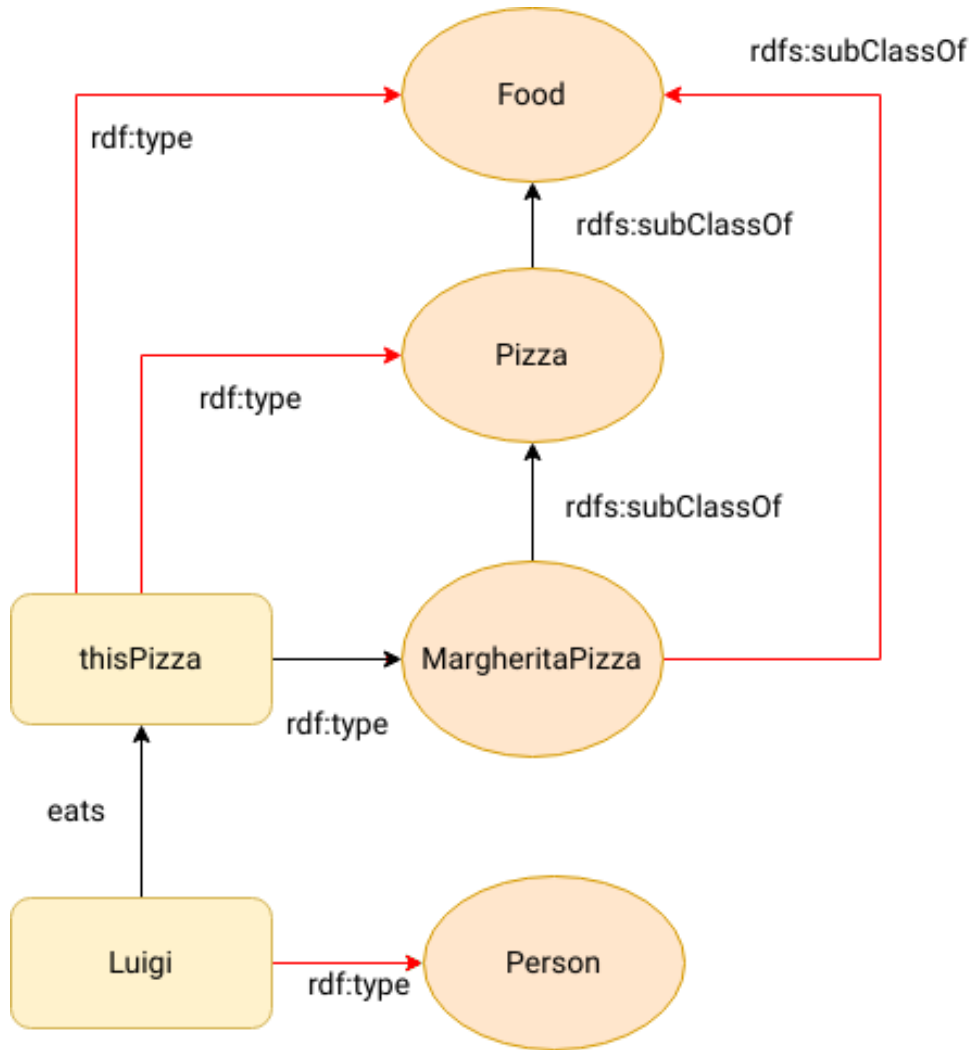 rdfs:subClassOf
Food
rdf:type
rdfs:subClassOf
Pizza
rdf:type
rdfs:subClassOf
thisPizza
MargheritaPizza
rdf:type
eats
Luigi
Person
rdf:type